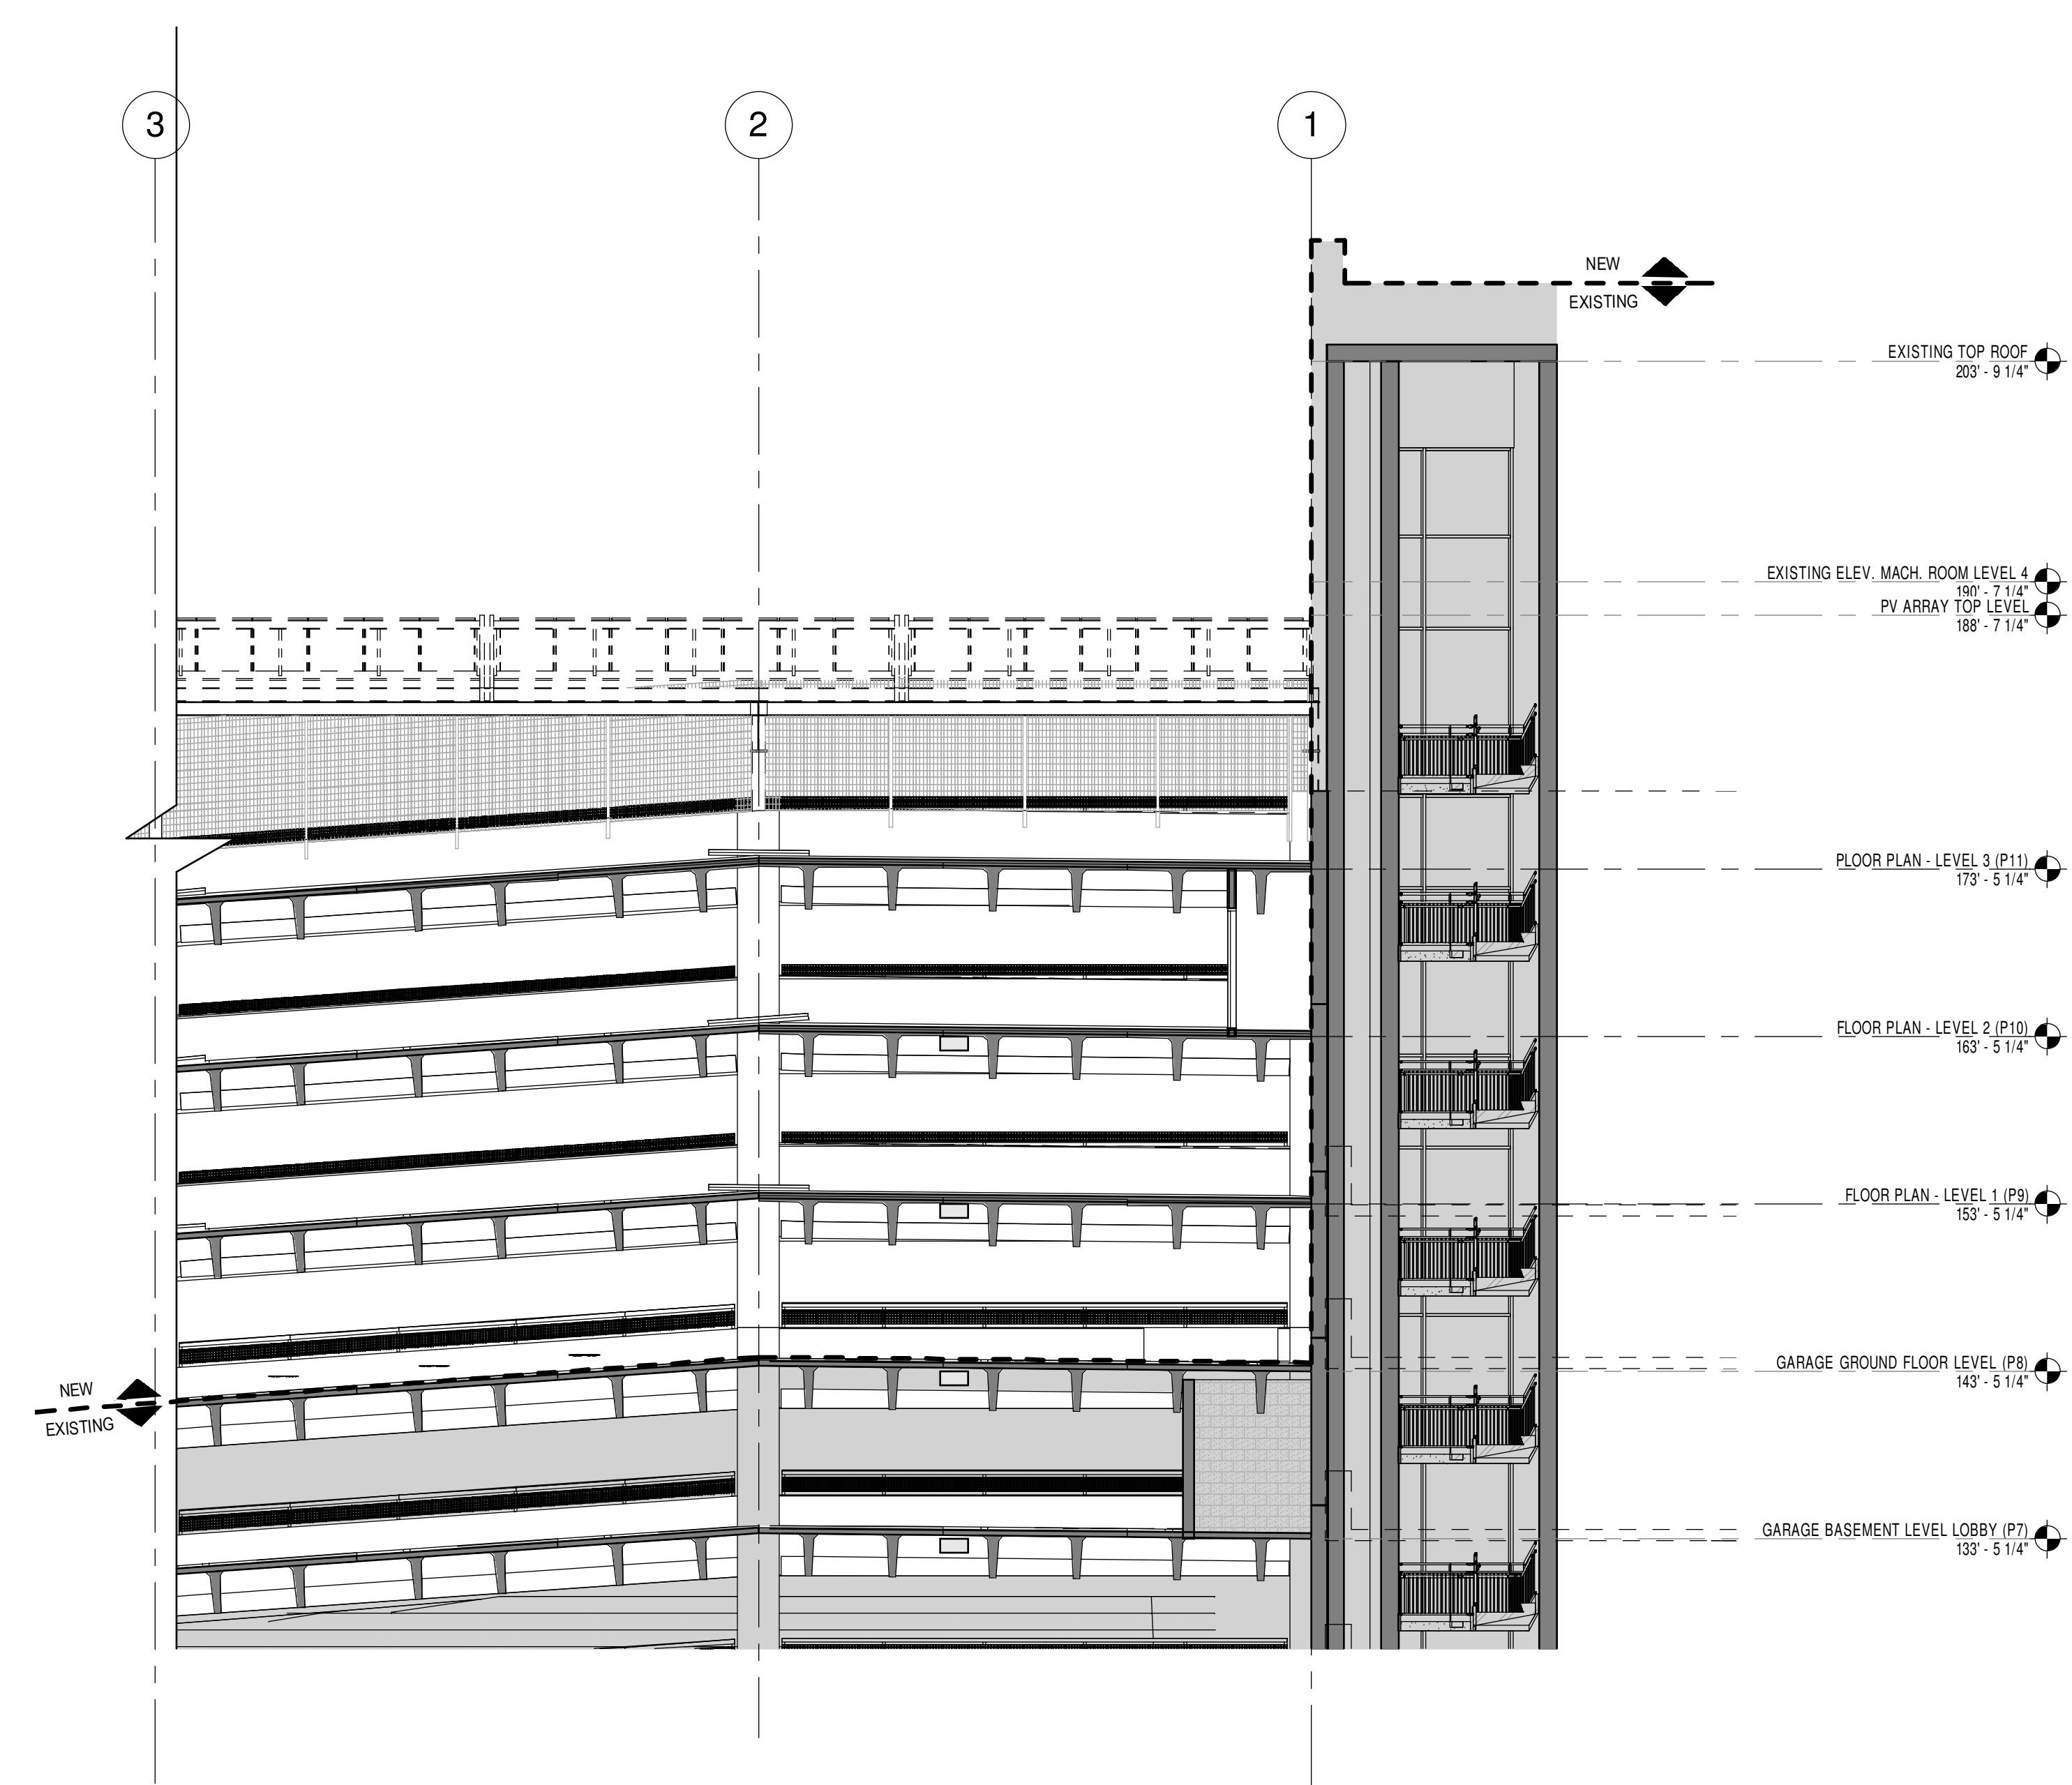 3
2
1
NEW
EXISTING
EXISTING TOP ROOF
203' - 9 1/4"
EXISTING ELEV. MACH. ROOM LEVEL 4
190' - 7 1/4"
PV ARRAY TOP LEVEL
188' - 7 1/4"
PLOOR PLAN - LEVEL 3 (P11)
173' - 5 1/4"
FLOOR PLAN - LEVEL 2 (P10)
163' - 5 1/4"
FLOOR PLAN - LEVEL 1 (P9)
153' - 5 1/4"
GARAGE GROUND FLOOR LEVEL (P8)
143' - 5 1/4"
NEW
EXISTING
GARAGE BASEMENT LEVEL LOBBY (P7)
133' - 5 1/4"